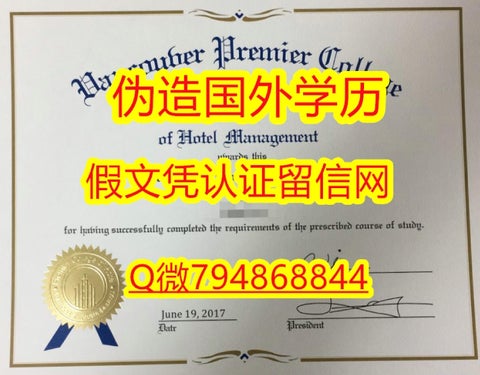 Vancouver Premier College
伪造国外学历
of Hotel Management
awards this
假文凭认证留信网
for having successfully completed the requirements of the prescribed course of study.
Q微794868844
June 19, 2017
Date
President